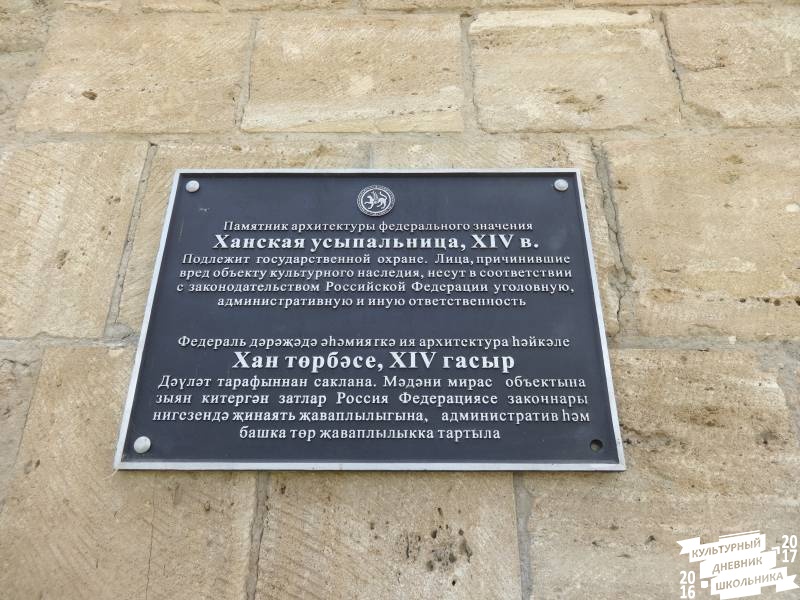 Памятник архитектуры федерального значения
Ханская усыпальница, XIV в.
Подлежит государственной охране. Лица, причинившие
вред объекту культурного наследия, несут в соответствии
с законодательством Российской Федерации уголовную,
административную и иную ответственность
Федераль дәрәҗәдә әһәмияткә ия архитектура һәйкәле
Хан төрбәсе, XIV гасыр
Дәүләт тарафыннан саклана. Мәдәни мирас объектына
зыян китергән затлар Россия Федерациясе законнары
нигезендә җинаять җаваплылыгына, административ һәм
башка төр җаваплылыкка тартыла
КУЛЬТУРНЫЙ
ДНЕВНИК
ШКОЛЬНИКА
2016
2017